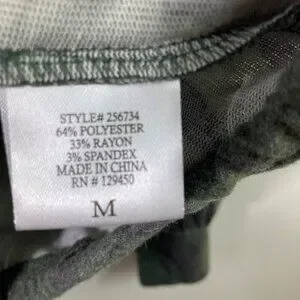 STYLE# 256734
64% POLYESTER
33% RAYON
3% SPANDEX
MADE IN CHINA
RN # 129450
M